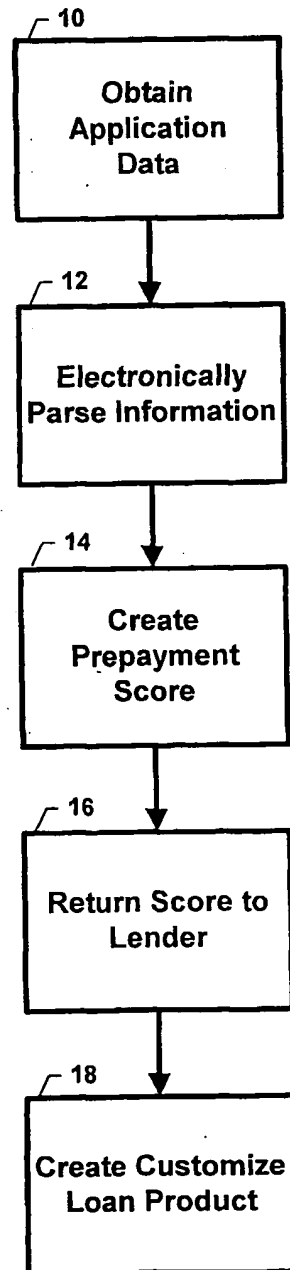 10
Obtain
Application
Data
12
Electronically
Parse Information
14
Create
Prepayment
Score
16
Return Score to
Lender
18
Create Customize
Loan Product